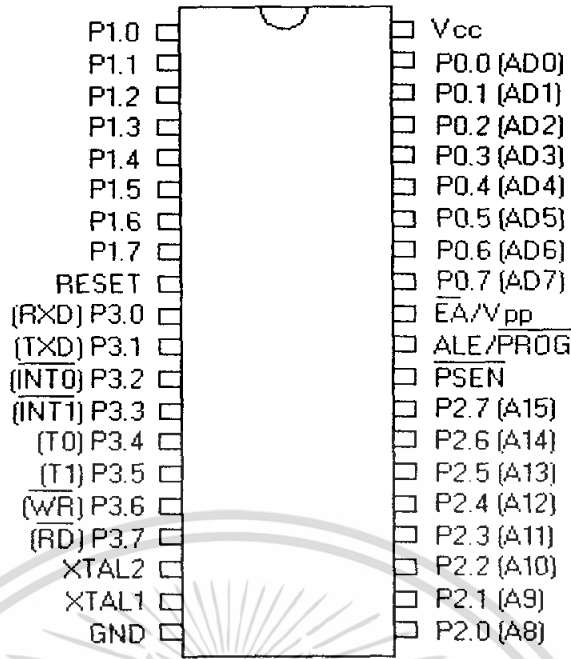 P1.0
P1.1
P1.2
P1.3
P1.4
P1.5
P1.6
P1.7
RESET
(RXD) P3.0
(TXD) P3.1
(INT0) P3.2
(INT1) P3.3
(T0) P3.4
(T1) P3.5
(WR) P3.6
(RD) P3.7
XTAL2
XTAL1
GND
Vcc
P0.0 (AD0)
P0.1 (AD1)
P0.2 (AD2)
P0.3 (AD3)
P0.4 (AD4)
P0.5 (AD5)
P0.6 (AD6)
P0.7 (AD7)
EA/Vpp
ALE/PROG
PSEN
P2.7 (A15)
P2.6 (A14)
P2.5 (A13)
P2.4 (A12)
P2.3 (A11)
P2.2 (A10)
P2.1 (A9)
P2.0 (A8)